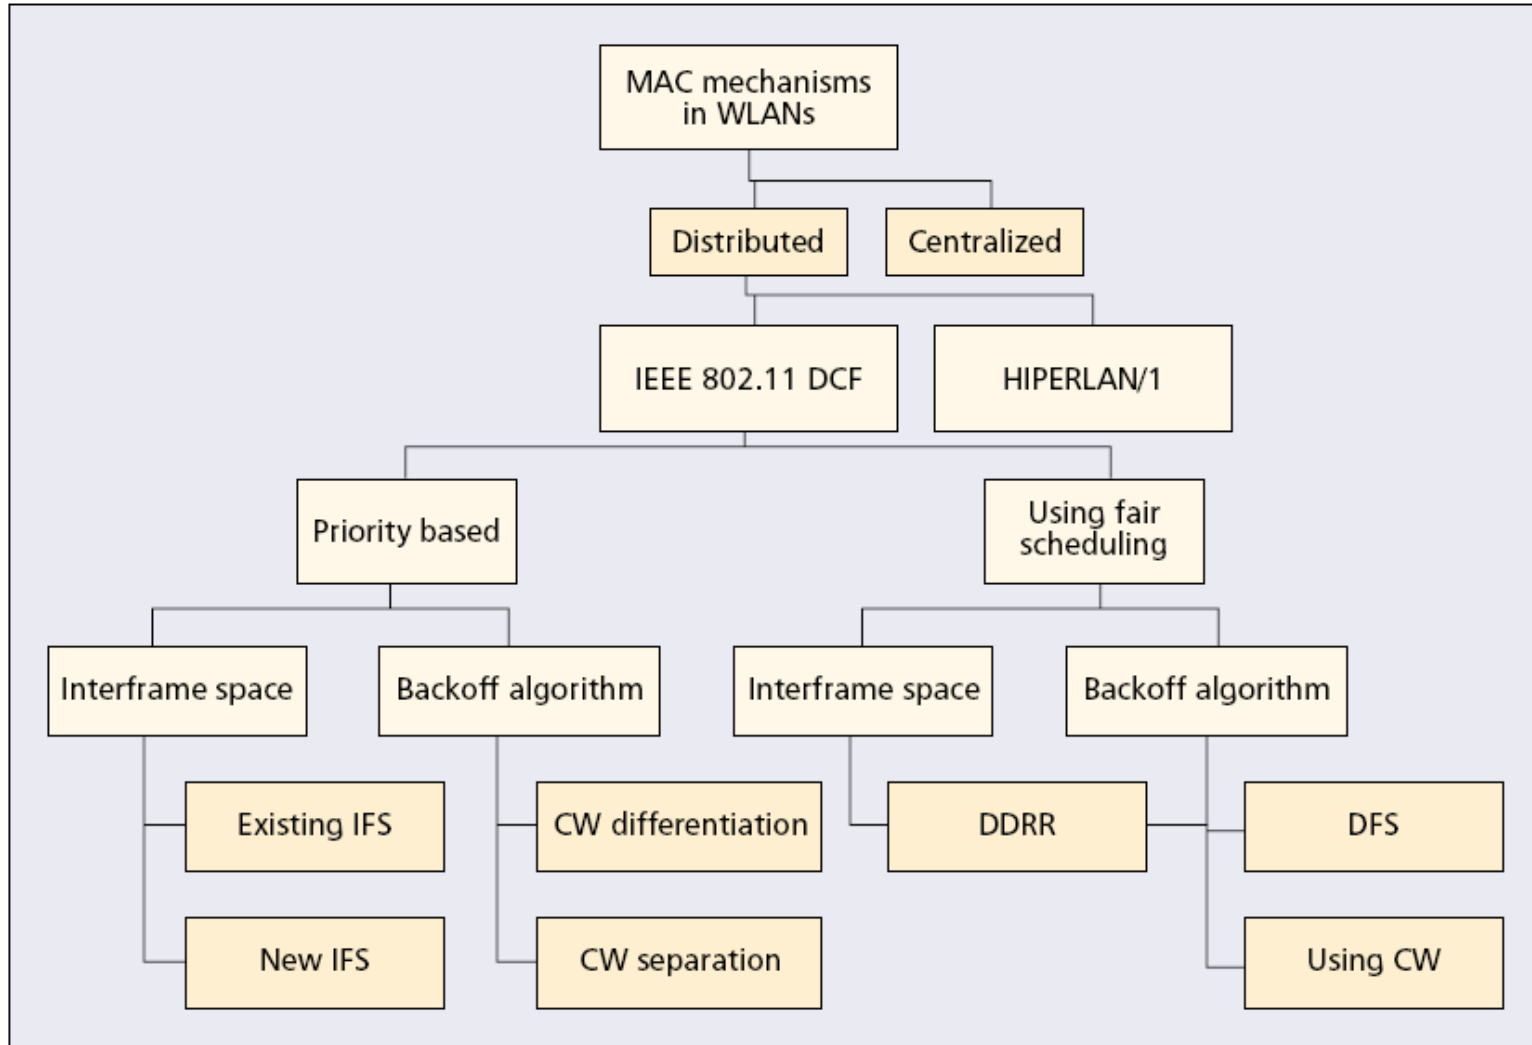 MAC mechanisms
in WLANs
Distributed
Centralized
IEEE 802.11 DCF
HIPERLAN/1
Priority based
Using fair
scheduling
Interframe space
Backoff algorithm
Interframe space
Backoff algorithm
Existing IFS
CW differentiation
DDRR
DFS
New IFS
CW separation
Using CW